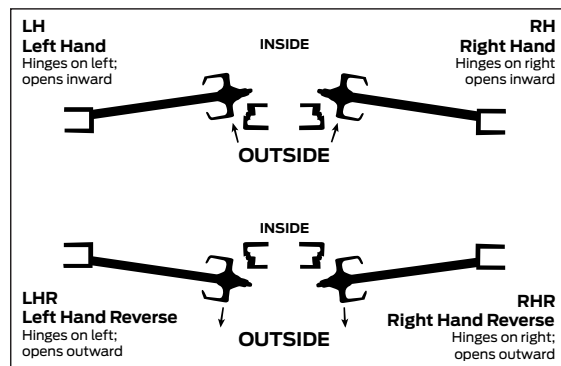 LH
Left Hand
Hinges on left;
opens inward
INSIDE
RH
Right Hand
Hinges on right
opens inward
OUTSIDE
INSIDE
LHR
Left Hand Reverse
Hinges on left;
opens outward
OUTSIDE
RHR
Right Hand Reverse
Hinges on right;
opens outward